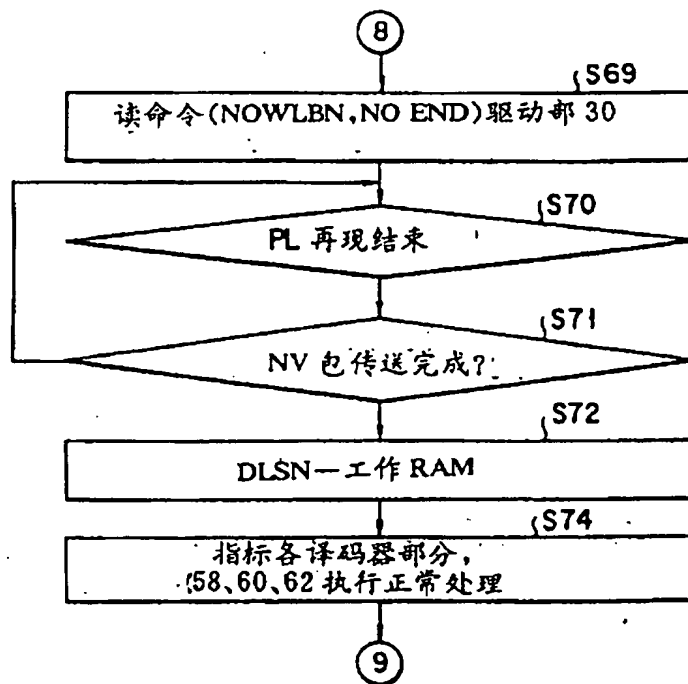 8
S69
读命令(NOWLBN,NO END)驱动部 30
S70
PL 再现结束
S71
NV 包传送完成?
S72
DLSN—工作 RAM
S74
指标各译码器部分,
58、60、62 执行正常处理
9